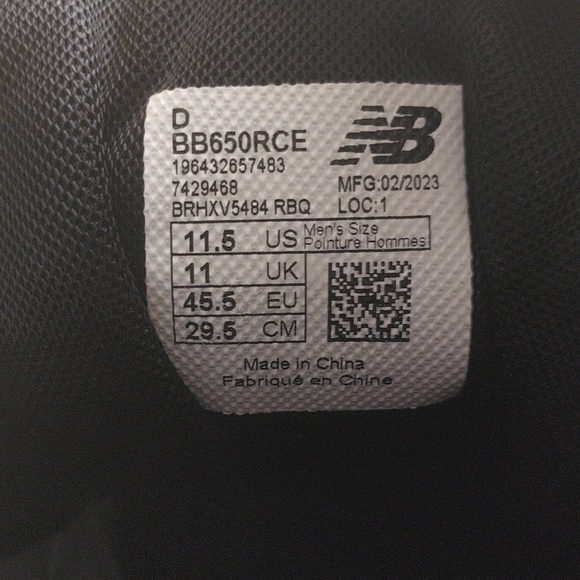 D
BB650RCE
NB
196432657483
7429468 MFG:02/2023
BRHXV5484 RBQ LOC:1
11.5 US Men's Size
Pointure Hommes
11 UK
45.5 EU
29.5 CM
Made in China
Fabriqué en Chine